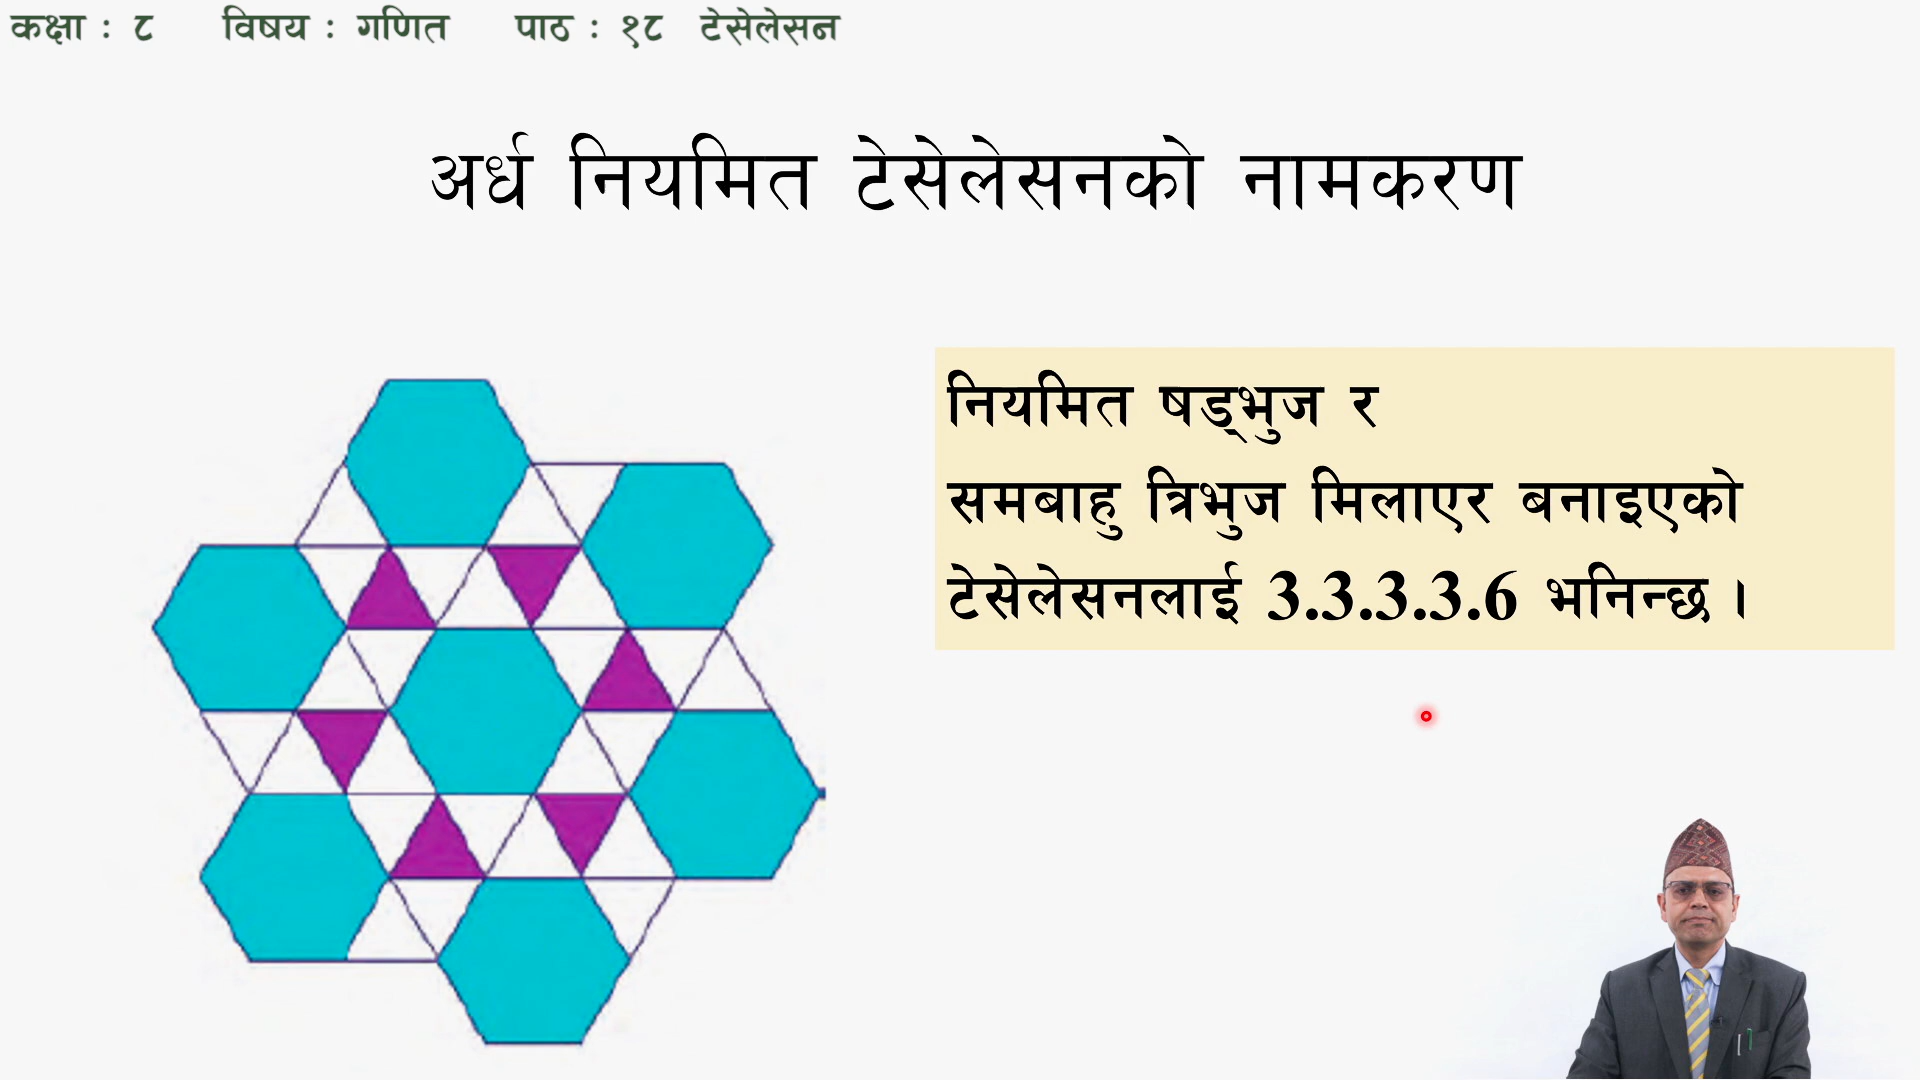 कक्षा : ८ विषय : गणित पाठ : १८ टेसेलेसन
अर्ध नियमित टेसेलेसनको नामकरण
नियमित षड्भुज र
समबाहु त्रिभुज मिलाएर बनाइएको
टेसेलेसनलाई 3.3.3.3.6 भनिन्छ ।